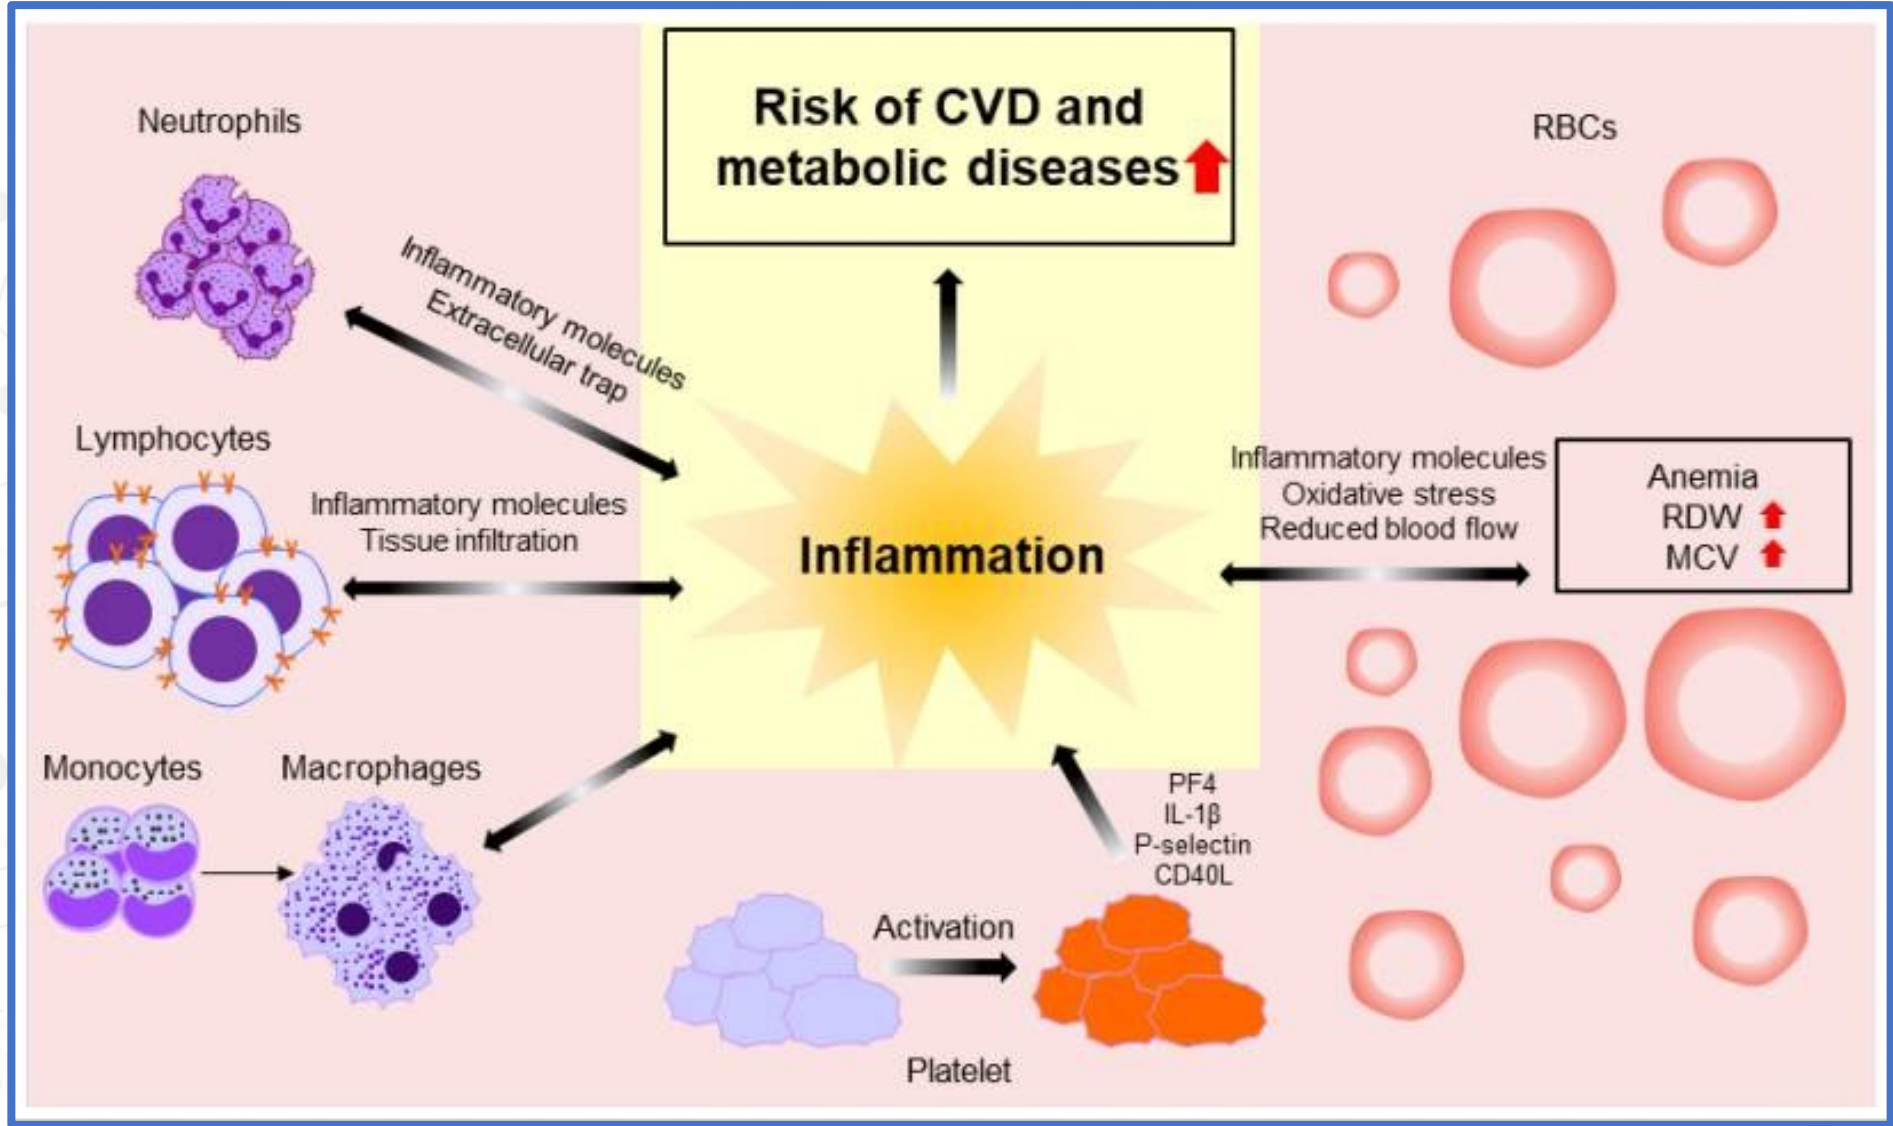 Risk of CVD and
metabolic diseases
Neutrophils
Inflammatory molecules
Extracellular trap
Lymphocytes
Inflammatory molecules
Tissue infiltration
Monocytes
Macrophages
Inflammation
RBCs
Inflammatory molecules
Oxidative stress
Reduced blood flow
Anemia
RDW
MCV
PF4
IL-1β
P-selectin
CD40L
Activation
Platelet